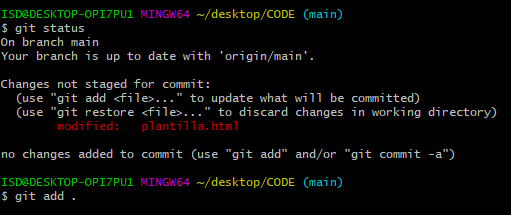 ISD@DESKTOP-OPI7PU1 MINGW64 ~/desktop/CODE (main)
$ git status
On branch main
Your branch is up to date with 'origin/main'.

Changes not staged for commit:
  (use "git add <file>..." to update what will be committed)
  (use "git restore <file>..." to discard changes in working directory)
        modified:   plantilla.html

no changes added to commit (use "git add" and/or "git commit -a")

ISD@DESKTOP-OPI7PU1 MINGW64 ~/desktop/CODE (main)
$ git add .